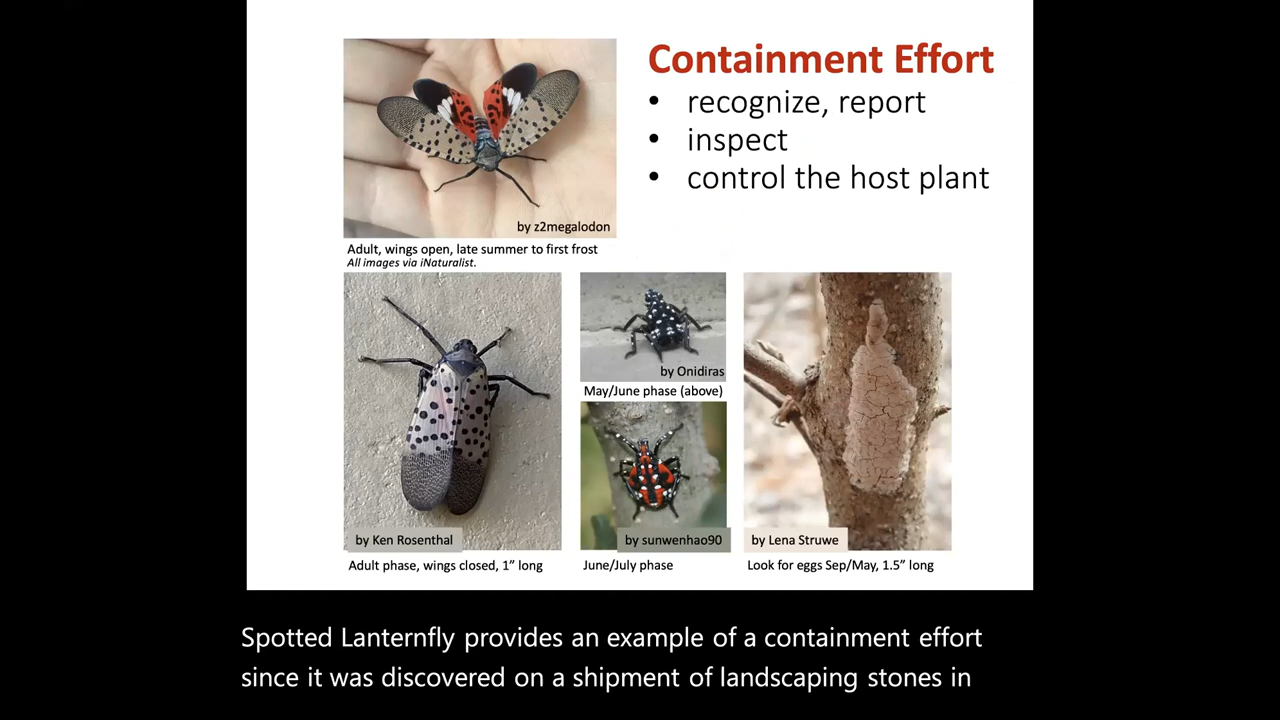 Containment Effort
• recognize, report
• inspect
• control the host plant
by z2megalodon
Adult, wings open, late summer to first frost
All images via iNaturalist.
by Onidiras
May/June phase (above)
by Ken Rosenthal
by sunwenhao90
by Lena Struwe
Adult phase, wings closed, 1” long
June/July phase
Look for eggs Sep/May, 1.5” long
Spotted Lanternfly provides an example of a containment effort
since it was discovered on a shipment of landscaping stones in